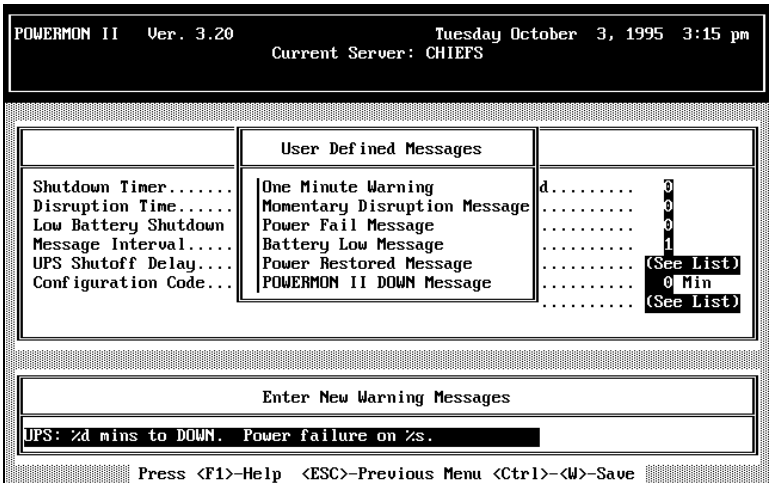 POWERMON II   Ver. 3.20   Tuesday October  3, 1995  3:15 pm
Current Server: CHIEFS
User Defined Messages
Shutdown Timer....... One Minute Warning d......... 0
Disruption Time...... Momentary Disruption Message .......... 0
Low Battery Shutdown Power Fail Message .......... 0
Message Interval..... Battery Low Message .......... 1
UPS Shutoff Delay.... Power Restored Message .......... (See List)
Configuration Code... POWERMON II DOWN Message .......... 0 Min
.......... (See List)
Enter New Warning Messages
UPS: %d mins to DOWN.  Power failure on %s.
Press <F1>-Help  <ESC>-Previous Menu <Ctrl>-<W>-Save